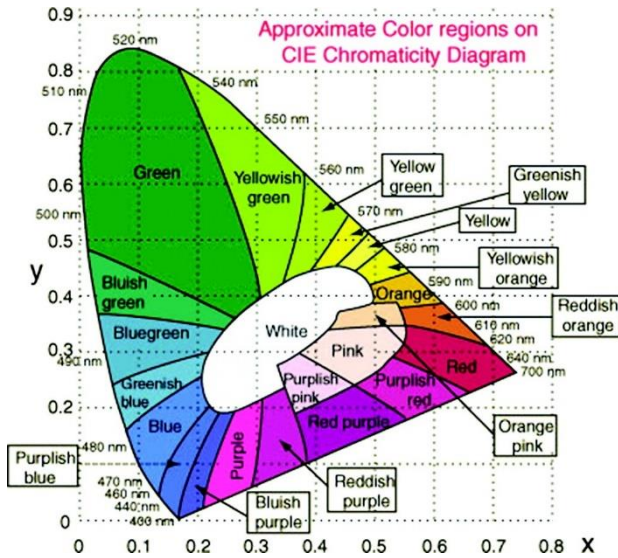 Approximate Color regions on
CIE Chromaticity Diagram
0.9
0.8
0.7
0.6
0.5
y
0.4
0.3
0.2
0.1
0
0
0.1
0.2
0.3
0.4
0.5
0.6
0.7
0.8
x
520 nm
510 nm
500 nm
490 nm
480 nm
470 nm
460 nm
440 nm
400 nm
540 nm
550 nm
560 nm
570 nm
580 nm
590 nm
600 nm
610 nm
620 nm
640 nm
700 nm
Green
Yellowish
green
Yellow
green
Greenish
yellow
Yellow
Yellowish
orange
Orange
Reddish
orange
Bluish
green
Bluegreen
Greenish
blue
Blue
Purplish
blue
Bluish
purple
Purple
Reddish
purple
Red purple
Purplish
pink
Purplish
red
Pink
White
Red
Orange
pink